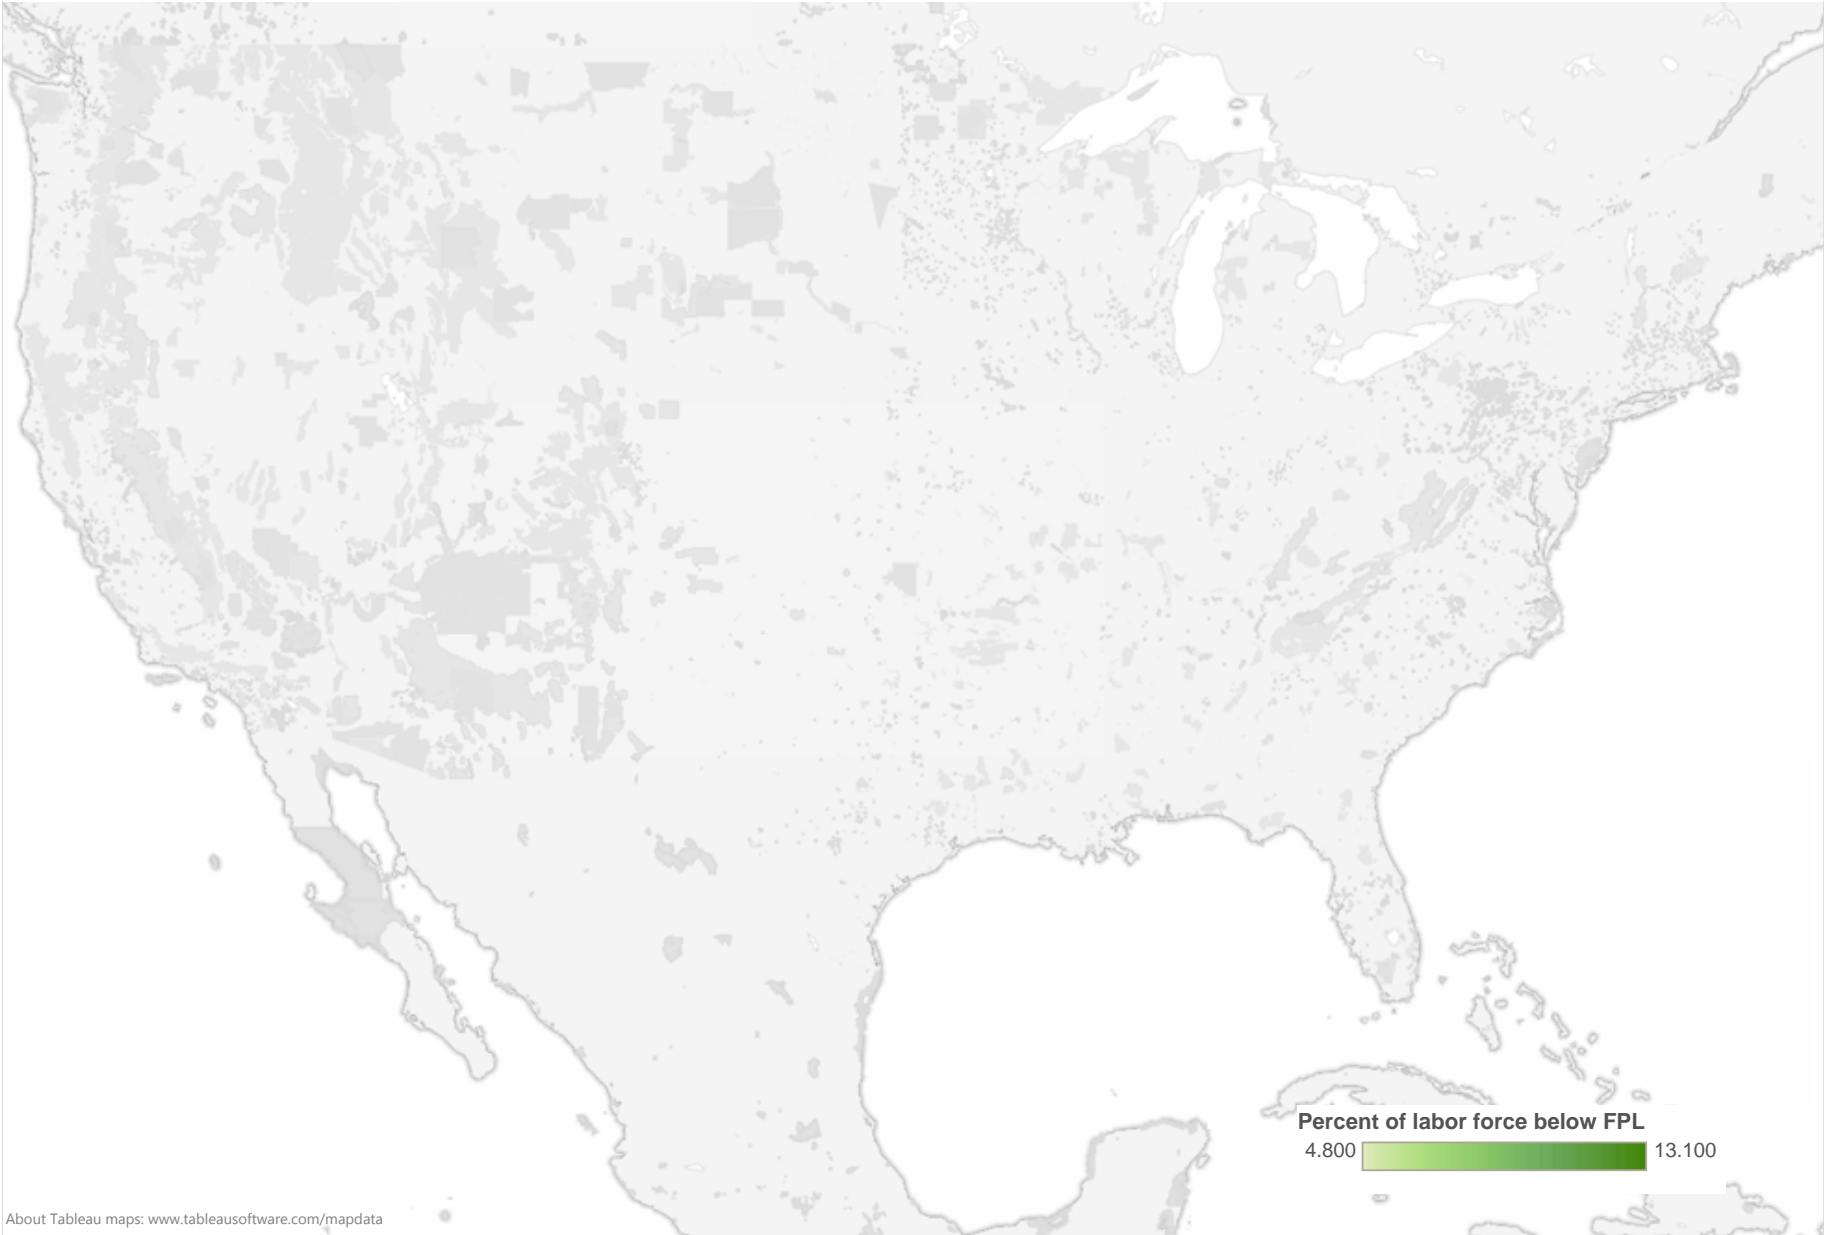 Percent of labor force below FPL
4.800 13.100
About Tableau maps: www.tableausoftware.com/mapdata